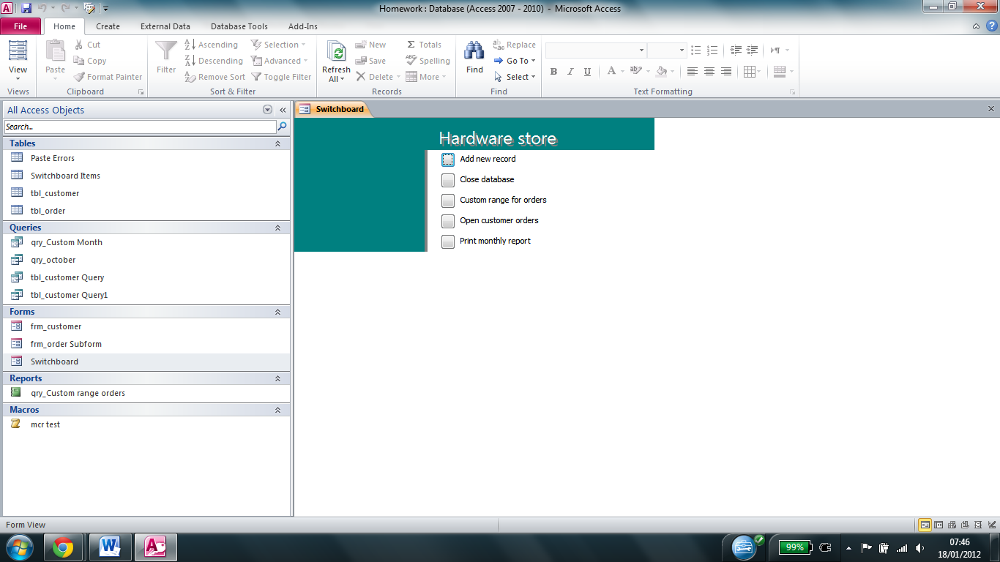 Homework : Database (Access 2007 - 2010) - Microsoft Access
File Home Create External Data Database Tools Add-Ins
View
Views
Paste
Cut
Copy
Format Painter
Clipboard
Filter
Ascending
Descending
Remove Sort
Selection
Advanced
Toggle Filter
Sort & Filter
Refresh
All
New
Save
Delete
Totals
Spelling
More
Records
Find
Replace
Go To
Select
Find
B I U A ab
Text Formatting
All Access Objects
Search...
Tables
Paste Errors
Switchboard Items
tbl_customer
tbl_order
Queries
qry_Custom Month
qry_october
tbl_customer Query
tbl_customer Query1
Forms
frm_customer
frm_order Subform
Switchboard
Reports
qry_Custom range orders
Macros
mcr test
Switchboard
Hardware store
Add new record
Close database
Custom range for orders
Open customer orders
Print monthly report
Form View
99%
07:46
18/01/2012